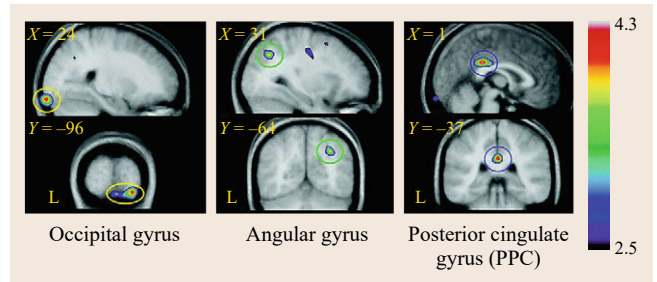 X = 24
X = 31
X = 1
4.3
Y = –96
Y = –64
Y = –37
L
L
L
2.5
Occipital gyrus
Angular gyrus
Posterior cingulate
gyrus (PPC)